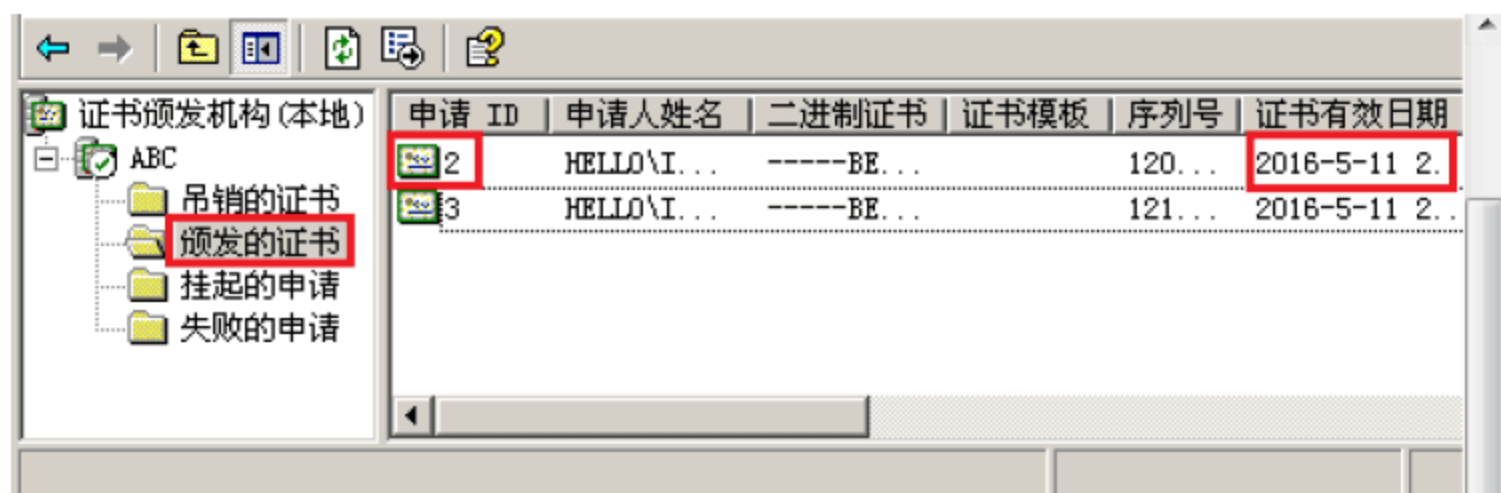 证书颁发机构(本地)
ABC
吊销的证书
颁发的证书
挂起的申请
失败的申请
申请 ID 申请人姓名 二进制证书 证书模板 序列号 证书有效日期
2 HELLO\I... -----BE... 120... 2016-5-11 2.
3 HELLO\I... -----BE... 121... 2016-5-11 2..